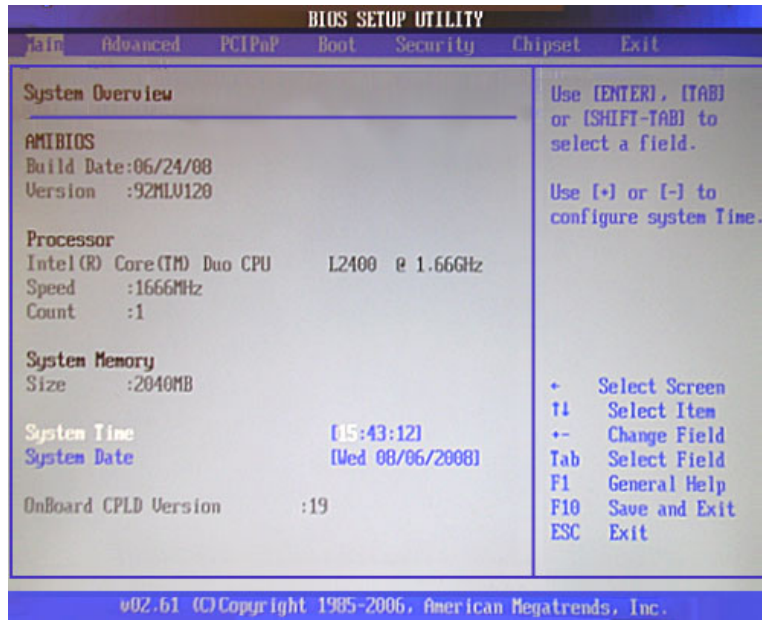 BIOS SETUP UTILITY
Main Advanced PCIPnP Boot Security Chipset Exit
System Overview
AMIBIOS
Build Date:06/24/08
Version :92MLV120
Processor
Intel(R) Core(TM) Duo CPU L2400 @ 1.66GHz
Speed :1666MHz
Count :1
System Memory
Size :2040MB
System Time [15:43:12]
System Date [Wed 08/06/2008]
OnBoard CPLD Version :19
Use [ENTER], [TAB]
or [SHIFT-TAB] to
select a field.
Use [+] or [-] to
configure system Time.
← Select Screen
↑↓ Select Item
+- Change Field
Tab Select Field
F1 General Help
F10 Save and Exit
ESC Exit
v02.61 (C)Copyright 1985-2006, American Megatrends, Inc.